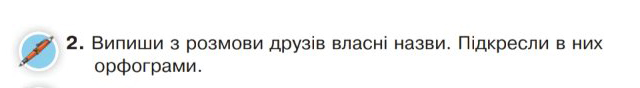 2. Випиши з розмови друзів власні назви. Підкресли в них
орфограми.